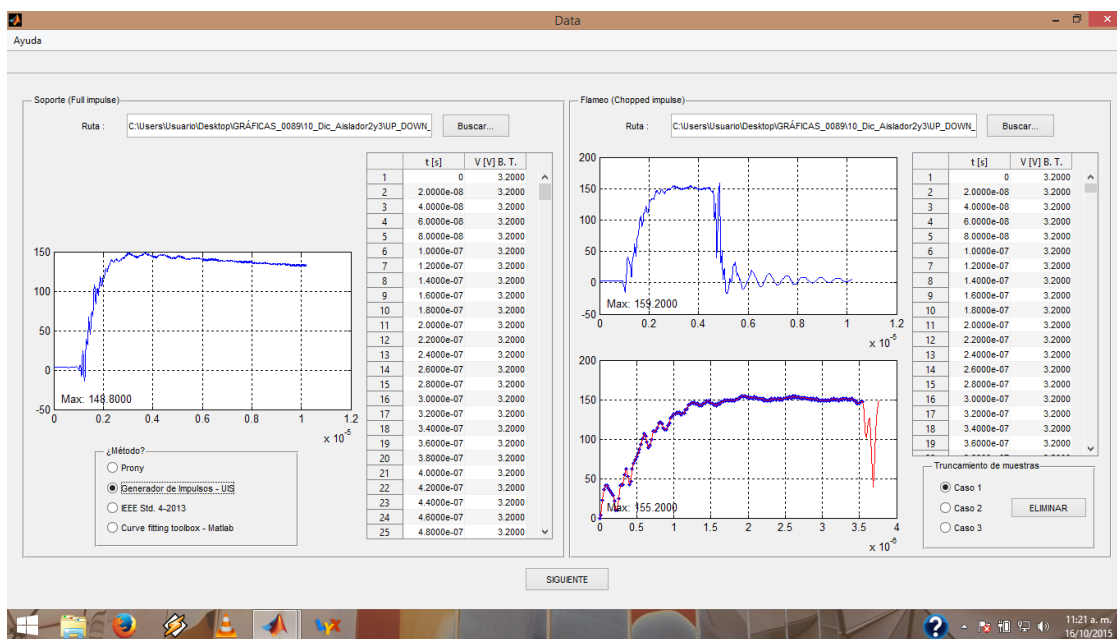 Data
Ayuda
Soporte (Full impulse)
Ruta :
C:\Users\Usuario\Desktop\GRÁFICAS_0089\10_Dic_Aislador2y3\UP_DOWN_
Buscar...
t [s] V [V] B. T.
1 0 3.2000
2 2.0000e-08 3.2000
3 4.0000e-08 3.2000
4 6.0000e-08 3.2000
5 8.0000e-08 3.2000
6 1.0000e-07 3.2000
7 1.2000e-07 3.2000
8 1.4000e-07 3.2000
9 1.6000e-07 3.2000
10 1.8000e-07 3.2000
11 2.0000e-07 3.2000
12 2.2000e-07 3.2000
13 2.4000e-07 3.2000
14 2.6000e-07 3.2000
15 2.8000e-07 3.2000
16 3.0000e-07 3.2000
17 3.2000e-07 3.2000
18 3.4000e-07 3.2000
19 3.6000e-07 3.2000
20 3.8000e-07 3.2000
21 4.0000e-07 3.2000
22 4.2000e-07 3.2000
23 4.4000e-07 3.2000
24 4.6000e-07 3.2000
25 4.8000e-07 3.2000
150
100
50
0
-50
Max: 148.8000
0 0.2 0.4 0.6 0.8 1 1.2
x 10^-5
¿Método?
Prony
Generador de Impulsos - UIS
IEEE Std. 4-2013
Curve fitting toolbox - Matlab
Flameo (Chopped impulse)
Ruta :
C:\Users\Usuario\Desktop\GRÁFICAS_0089\10_Dic_Aislador2y3\UP_DOWN_
Buscar...
200
150
100
50
0
-50
Max: 159.2000
0 0.2 0.4 0.6 0.8 1 1.2
x 10^-5
200
150
100
50
0
Max: 155.2000
0 0.5 1 1.5 2 2.5 3 3.5 4
x 10^-6
t [s] V [V] B. T.
1 0 3.2000
2 2.0000e-08 3.2000
3 4.0000e-08 3.2000
4 6.0000e-08 3.2000
5 8.0000e-08 3.2000
6 1.0000e-07 3.2000
7 1.2000e-07 3.2000
8 1.4000e-07 3.2000
9 1.6000e-07 3.2000
10 1.8000e-07 3.2000
11 2.0000e-07 3.2000
12 2.2000e-07 3.2000
13 2.4000e-07 3.2000
14 2.6000e-07 3.2000
15 2.8000e-07 3.2000
16 3.0000e-07 3.2000
17 3.2000e-07 3.2000
18 3.4000e-07 3.2000
19 3.6000e-07 3.2000
Truncamiento de muestras
Caso 1
Caso 2
Caso 3
ELIMINAR
SIGUIENTE
11:21 a. m.
16/10/2015